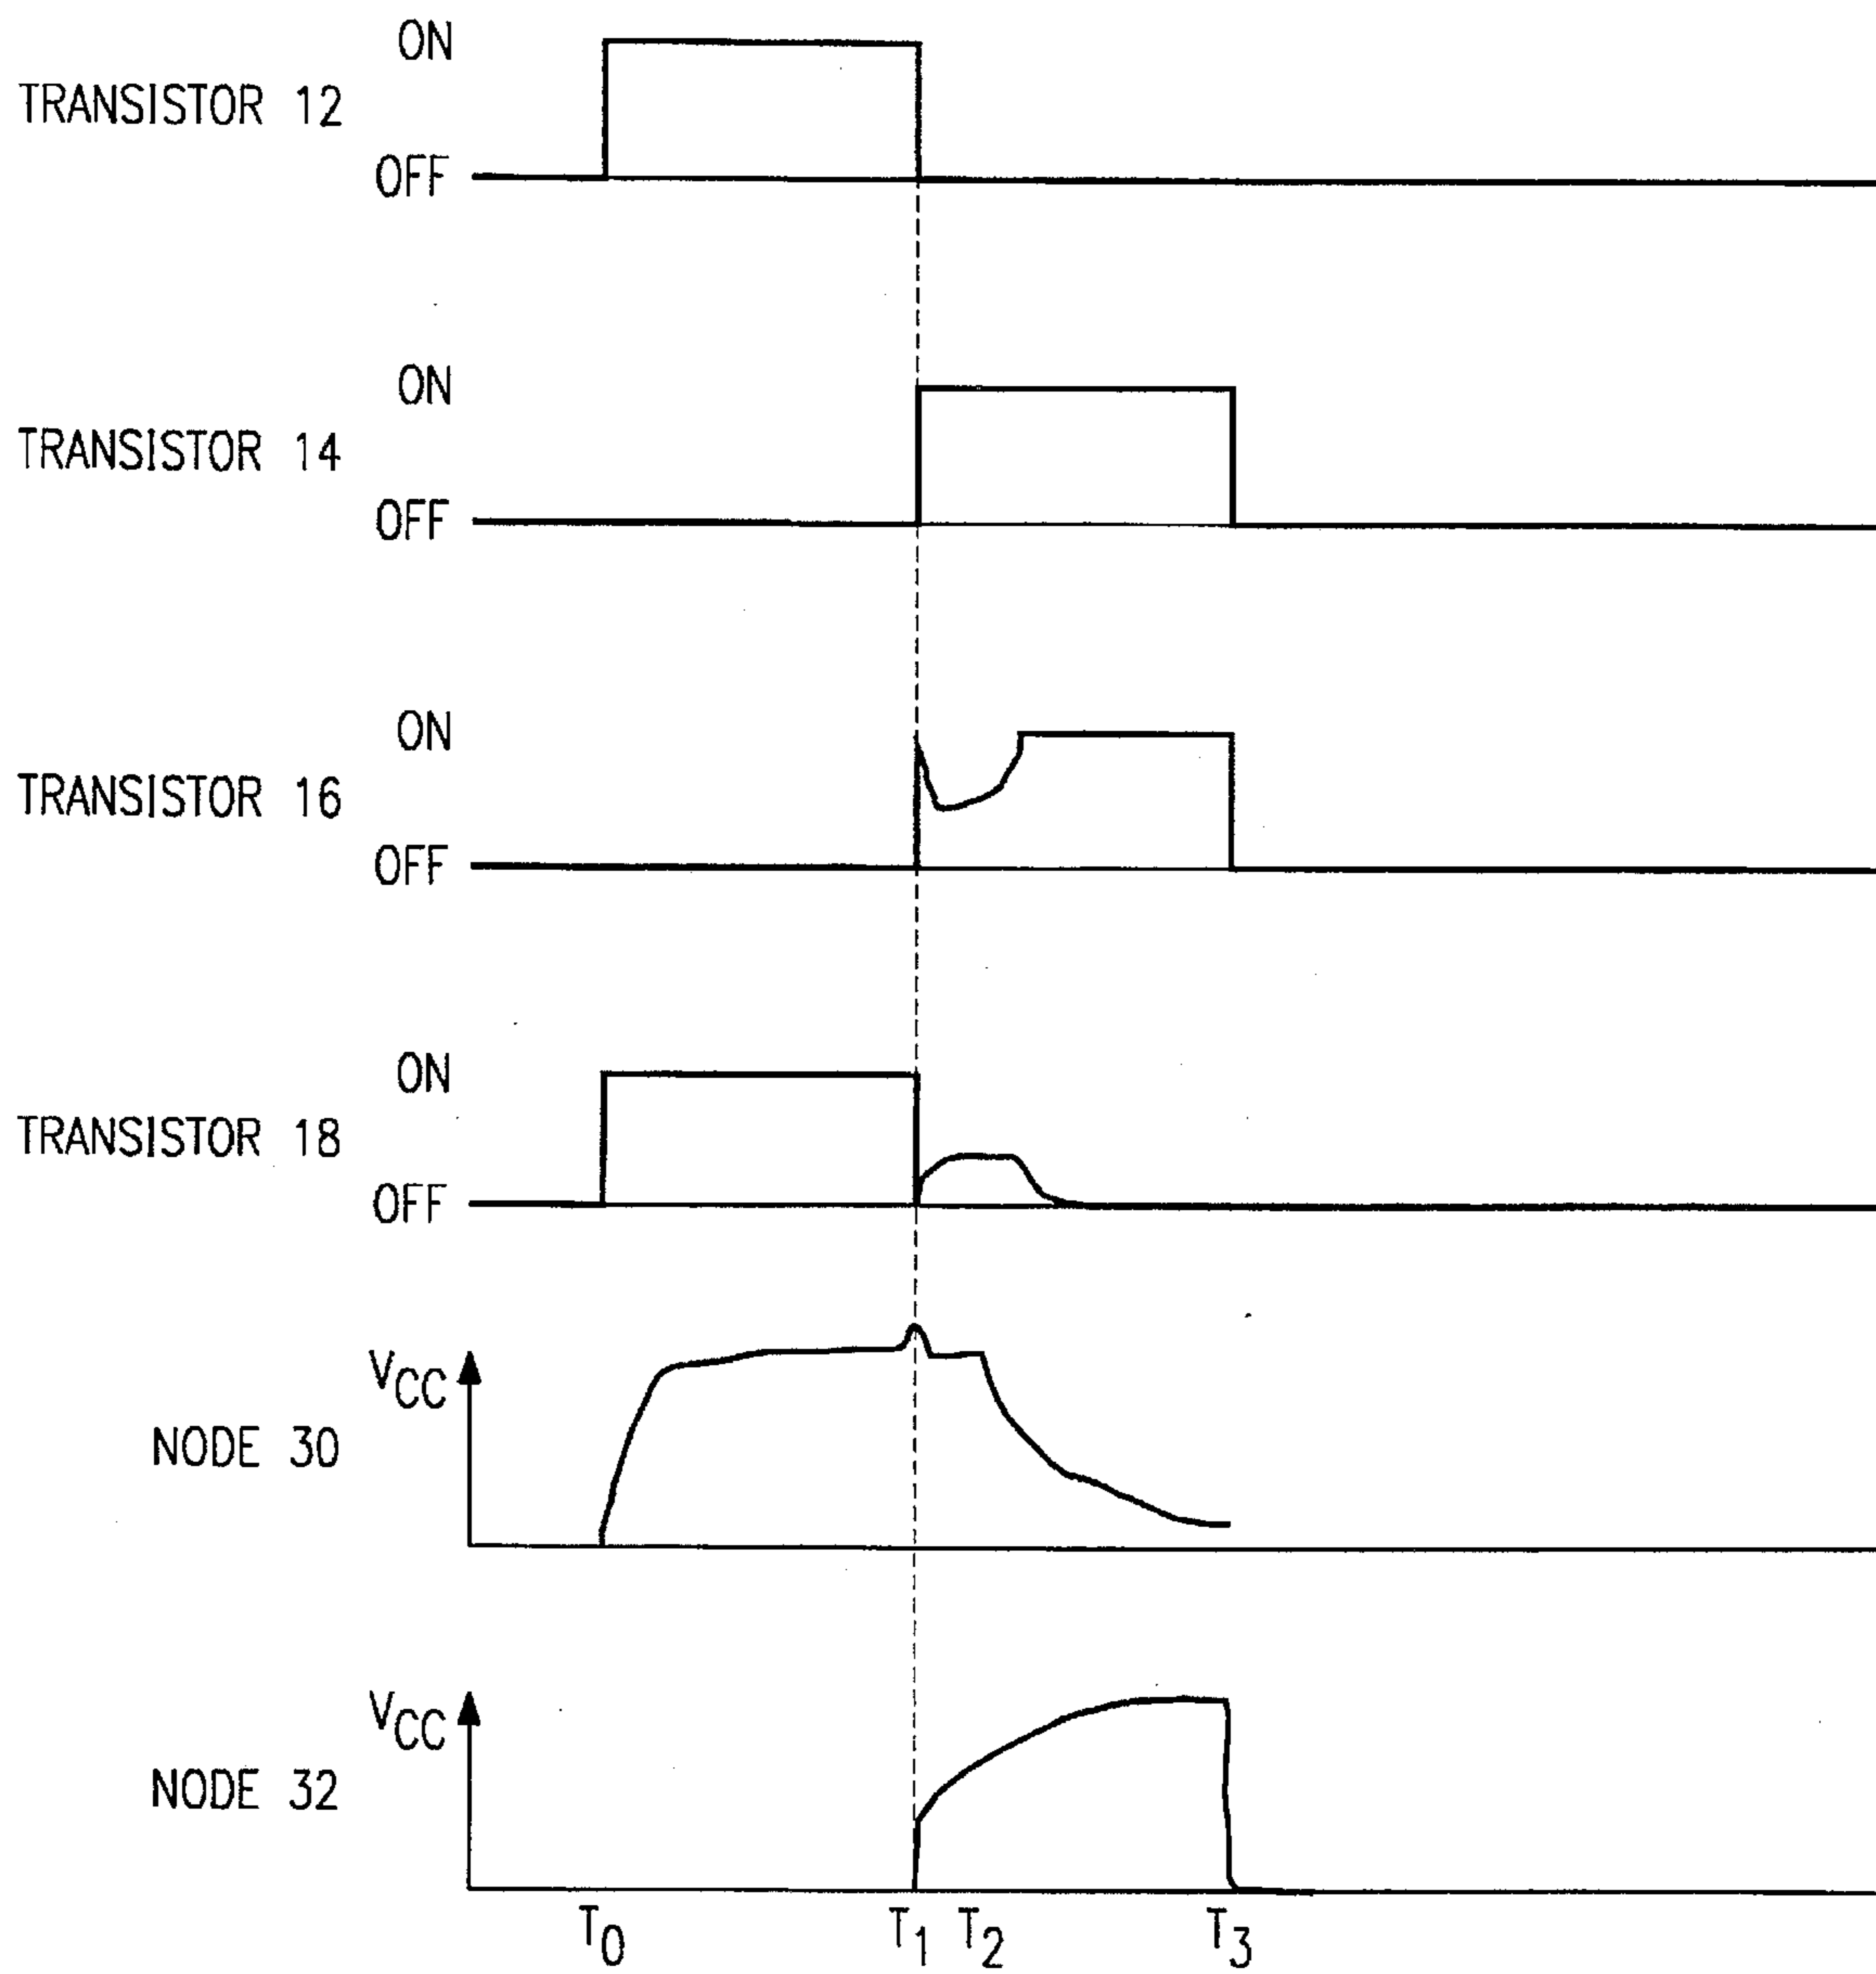 ON
TRANSISTOR 12
OFF
ON
TRANSISTOR 14
OFF
ON
TRANSISTOR 16
OFF
ON
TRANSISTOR 18
OFF
VCC
NODE 30
VCC
NODE 32
T0 T1 T2 T3